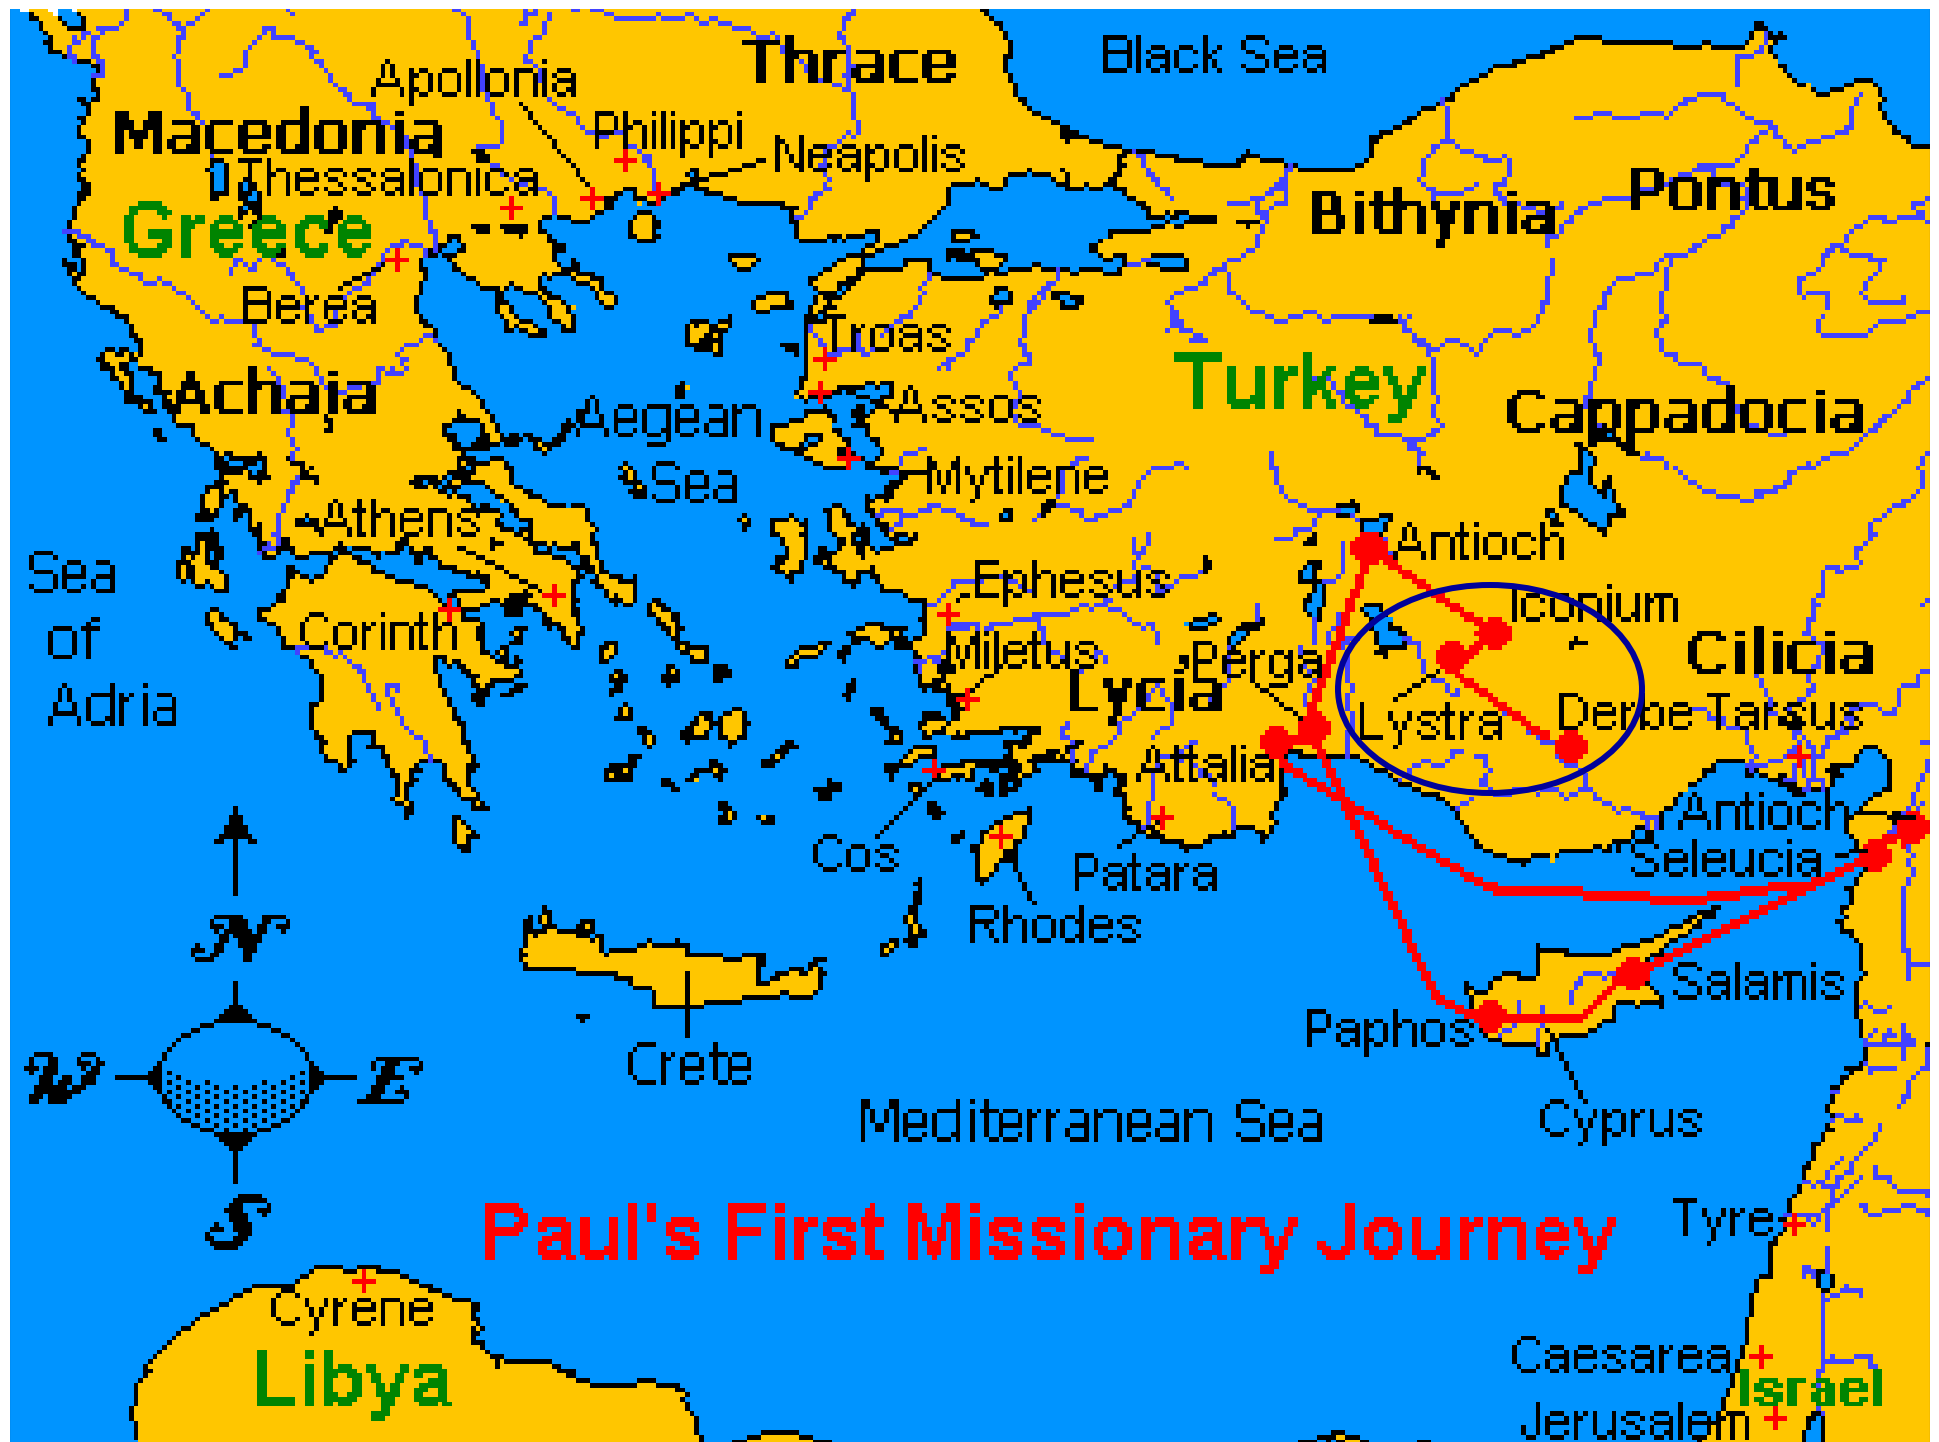 Thrace
Black Sea
Apollonia
Macedonia
Philippi
Neapolis
Thessalonica
Bithynia
Pontus
Greece
Berea
Troas
Turkey
Achaia
Aegean
Sea
Assos
Cappadocia
Mytilene
Athens
Antioch
Sea
of
Adria
Ephesus
Iconium
Corinth
Miletus
Perga
Cilicia
Lycia
Lystra
Derbe
Tarsus
Attalia
Antioch
Cos
Patara
Seleucia
Rhodes
N
Salamis
Paphos
W
E
Crete
Mediterranean Sea
Cyprus
S
Paul's First Missionary Journey
Tyre
Cyrene
Libya
Caesarea
Israel
Jerusalem